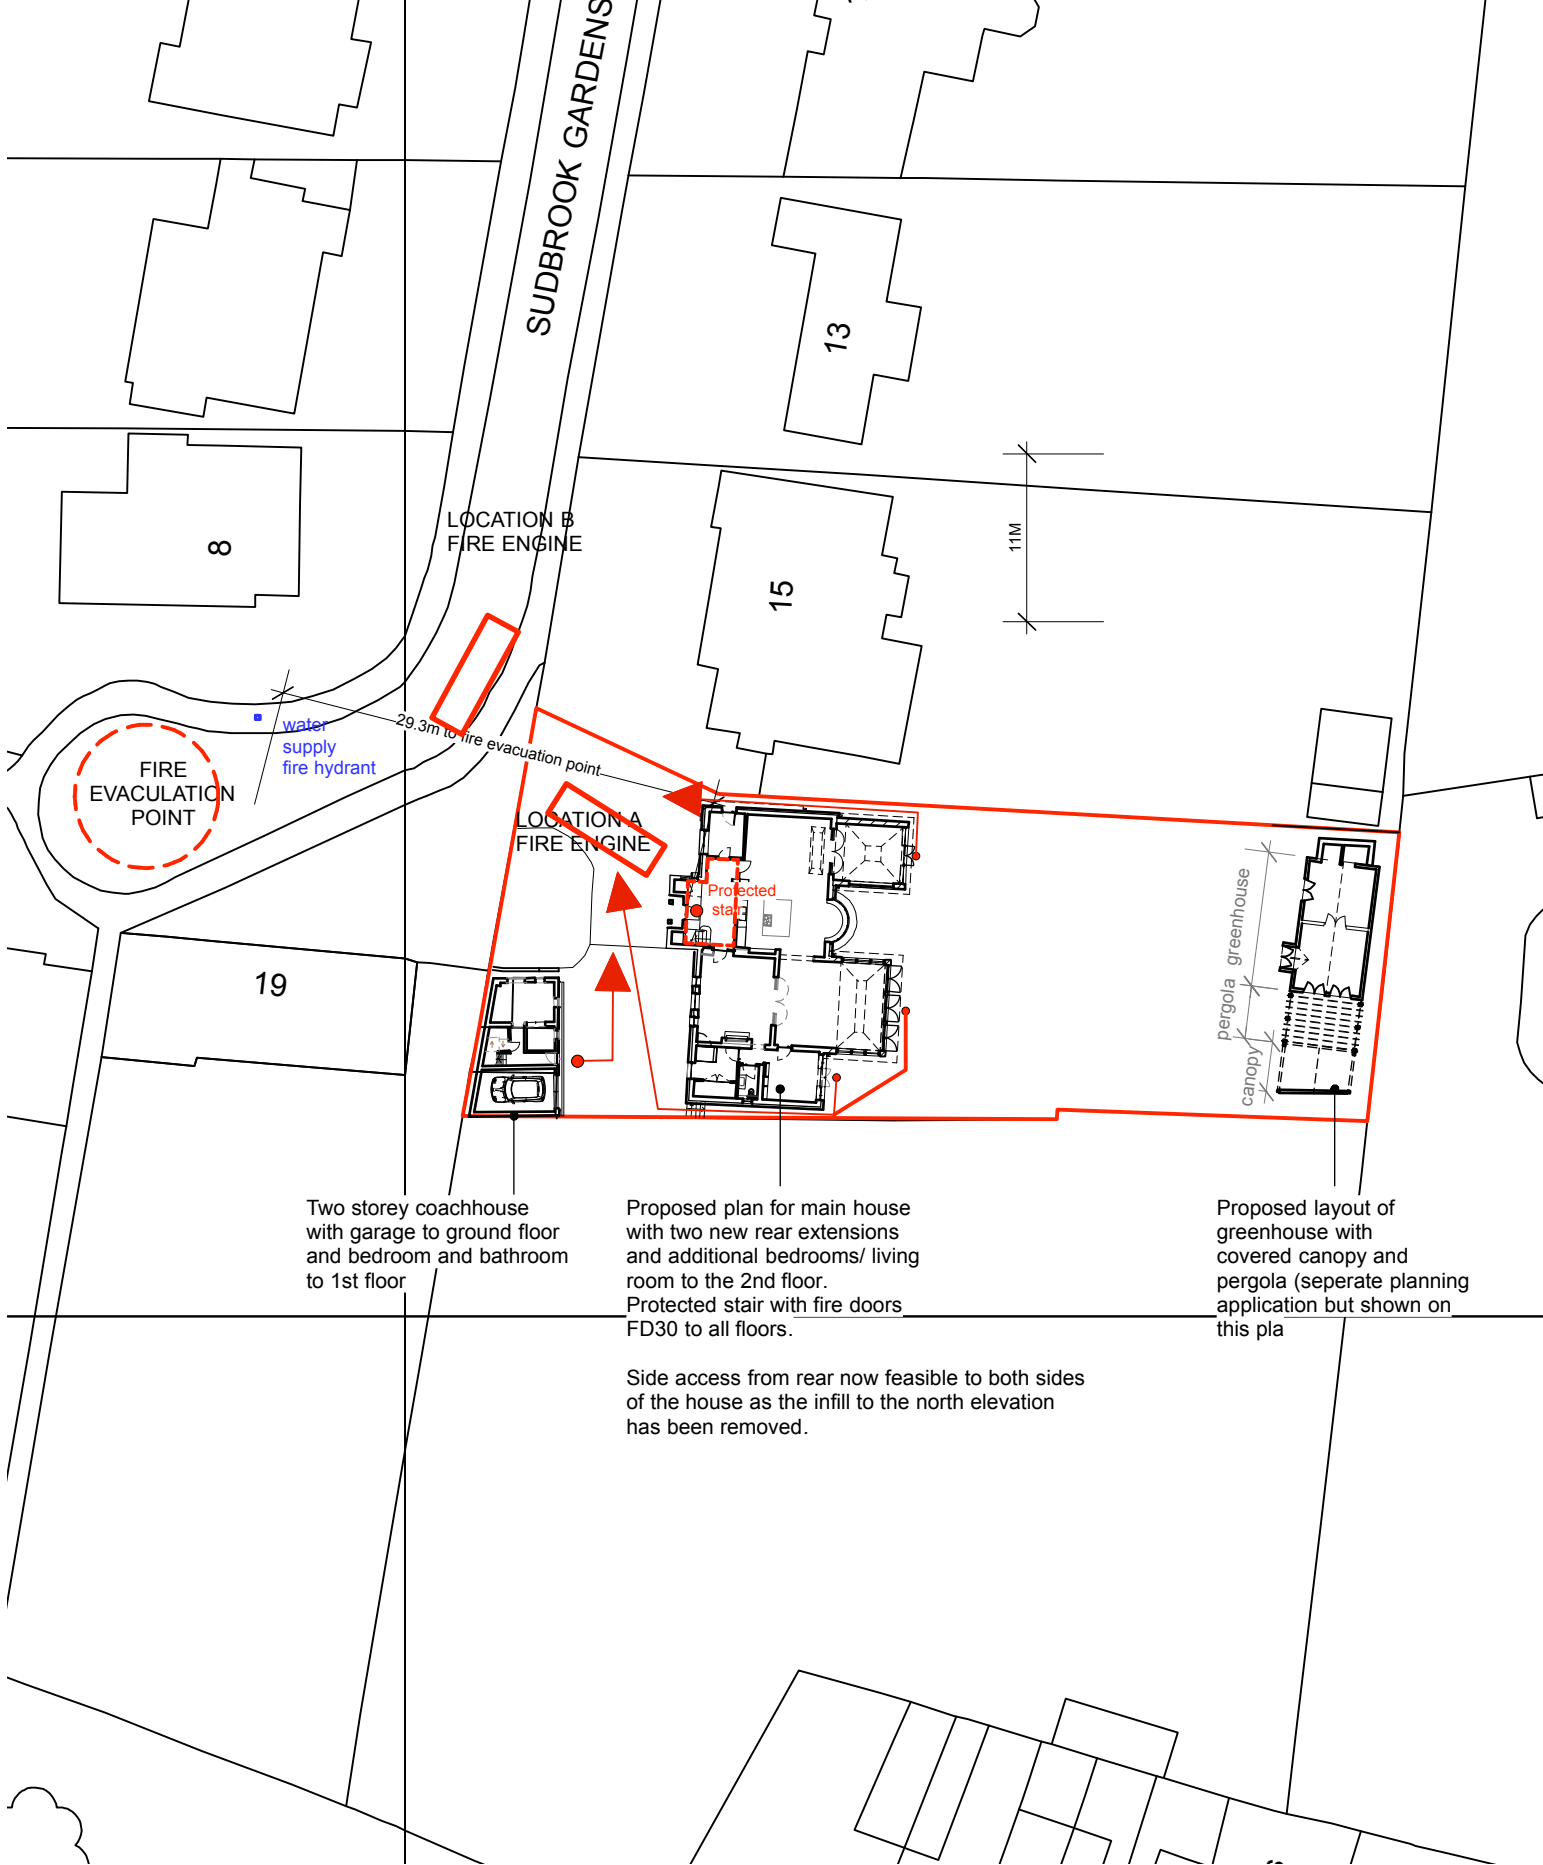 SUDBROOK GARDENS
13
LOCATION B
FIRE ENGINE
8
11M
15
water
supply
fire hydrant
29.3m to fire evacuation point
FIRE
EVACULATION
POINT
LOCATION A
FIRE ENGINE
Protected
stair
greenhouse
pergola
canopy
19
Two storey coachhouse
with garage to ground floor
and bedroom and bathroom
to 1st floor
Proposed plan for main house
with two new rear extensions
and additional bedrooms/ living
room to the 2nd floor.
Protected stair with fire doors
FD30 to all floors.
Side access from rear now feasible to both sides
of the house as the infill to the north elevation
has been removed.
Proposed layout of
greenhouse with
covered canopy and
pergola (seperate planning
application but shown on
this pla